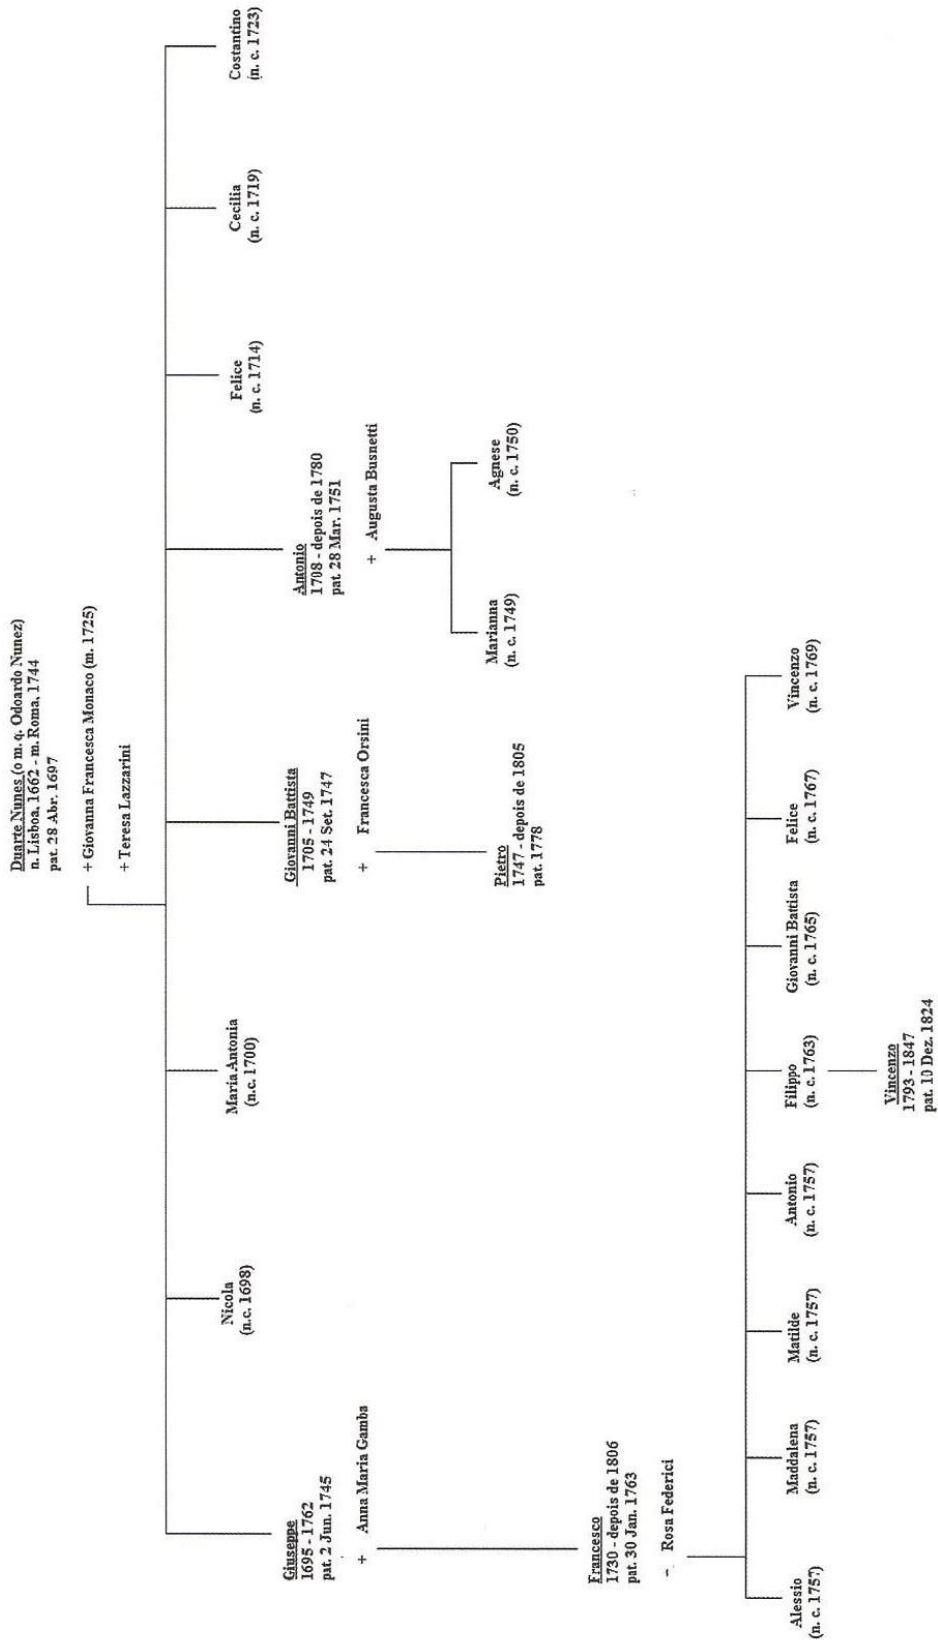 Duarte Nunes (o m. q. Odoardo Nunez)
n. Lisboa, 1662 - m. Roma, 1744
pat. 28 Abr. 1697
+ Giovanna Francesca Monaco (m. 1725)
+ Teresa Lazzarini
Giuseppe
1695 - 1762
pat. 2 Jun. 1745
+ Anna Maria Gamba
Nicola
(n.c. 1698)
Maria Antonia
(n.c. 1700)
Giovanni Battista
1705 - 1749
pat. 24 Set. 1747
+ Francesca Orsini
Antonio
1708 - depois de 1780
pat. 28 Mar. 1751
+ Augusta Busnetti
Felice
(n. c. 1714)
Cecilia
(n. c. 1719)
Costantino
(n. c. 1723)
Francesco
1730 - depois de 1806
pat. 30 Jan. 1763
- Rosa Federici
Pietro
1747 - depois de 1805
pat. 1778
Marianna
(n. c. 1749)
Agnese
(n. c. 1750)
Alessio
(n. c. 1757)
Maddalena
(n. c. 1757)
Matilde
(n. c. 1757)
Antonio
(n. c. 1757)
Filippo
(n. c. 1763)
Giovanni Battista
(n. c. 1765)
Felice
(n. c. 1767)
Vincenzo
(n. c. 1769)
Vincenzo
1793 - 1847
pat. 10 Dez. 1824